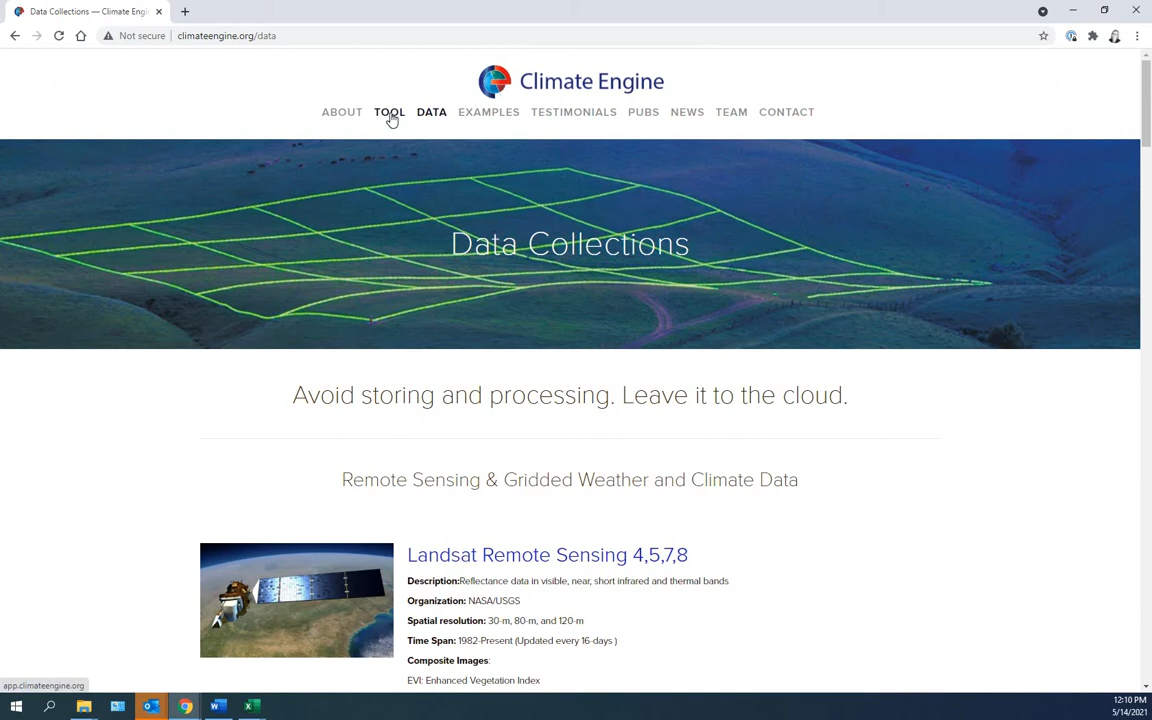 Data Collections — Climate Engi
Not secure
climateengine.org/data
Climate Engine
ABOUT TOOL DATA EXAMPLES TESTIMONIALS PUBS NEWS TEAM CONTACT
Data Collections
Avoid storing and processing. Leave it to the cloud.
Remote Sensing & Gridded Weather and Climate Data
Landsat Remote Sensing 4,5,7,8
Description:Reflectance data in visible, near, short infrared and thermal bands
Organization: NASA/USGS
Spatial resolution: 30-m, 80-m, and 120-m
Time Span: 1982-Present (Updated every 16-days )
Composite Images:
EVI: Enhanced Vegetation Index
app.climateengine.org
12:10 PM
5/14/2021